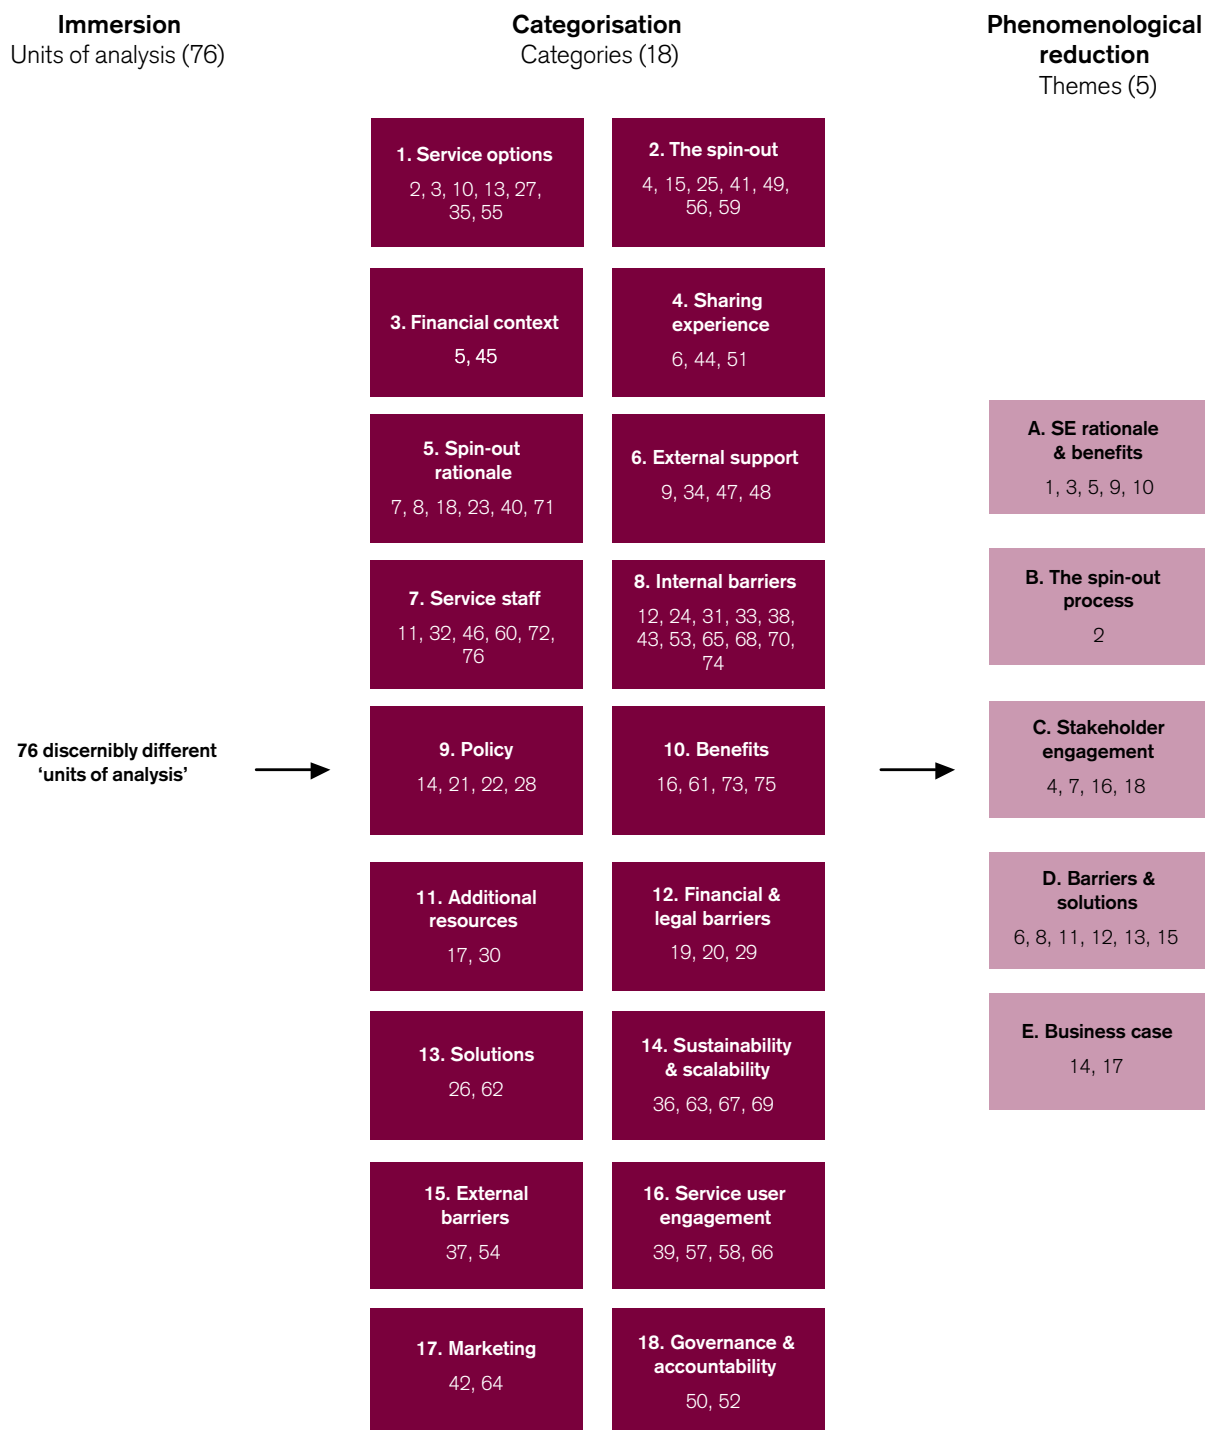 Immersion
Units of analysis (76)
Categorisation
Categories (18)
Phenomenological
reduction
Themes (5)
76 discernibly different
‘units of analysis’
1. Service options
2, 3, 10, 13, 27,
35, 55
2. The spin-out
4, 15, 25, 41, 49,
56, 59
3. Financial context
5, 45
4. Sharing
experience
6, 44, 51
5. Spin-out
rationale
7, 8, 18, 23, 40, 71
6. External support
9, 34, 47, 48
7. Service staff
11, 32, 46, 60, 72,
76
8. Internal barriers
12, 24, 31, 33, 38,
43, 53, 65, 68, 70,
74
9. Policy
14, 21, 22, 28
10. Benefits
16, 61, 73, 75
11. Additional
resources
17, 30
12. Financial &
legal barriers
19, 20, 29
13. Solutions
26, 62
14. Sustainability
& scalability
36, 63, 67, 69
15. External
barriers
37, 54
16. Service user
engagement
39, 57, 58, 66
17. Marketing
42, 64
18. Governance &
accountability
50, 52
A. SE rationale
& benefits
1, 3, 5, 9, 10
B. The spin-out
process
2
C. Stakeholder
engagement
4, 7, 16, 18
D. Barriers &
solutions
6, 8, 11, 12, 13, 15
E. Business case
14, 17